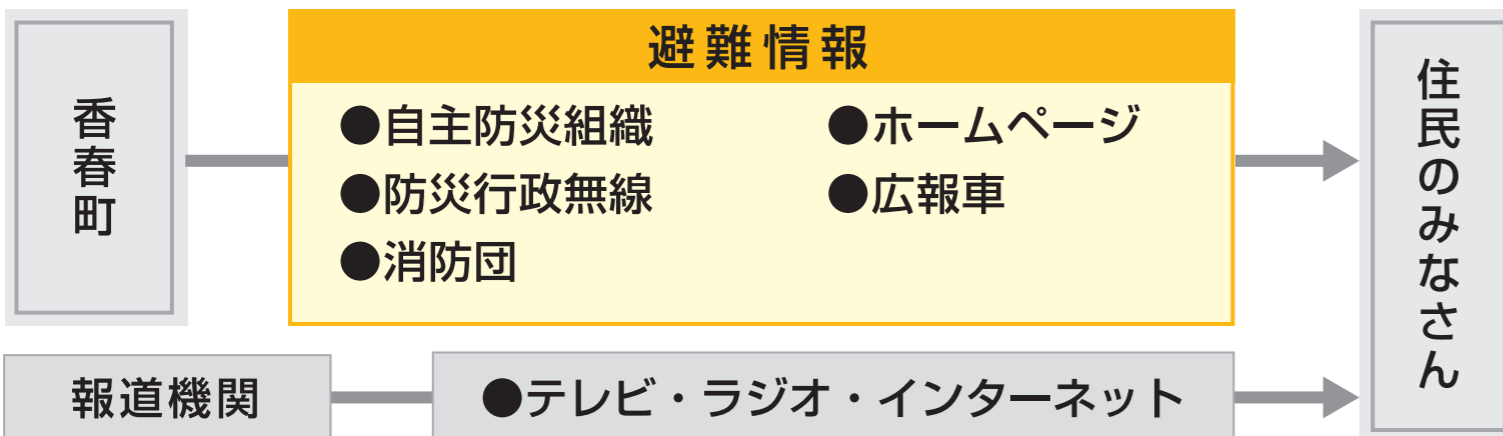 香春町
避難情報
●自主防災組織
●防災行政無線
●消防団
●ホームページ
●広報車
住民のみなさん
報道機関
●テレビ・ラジオ・インターネット